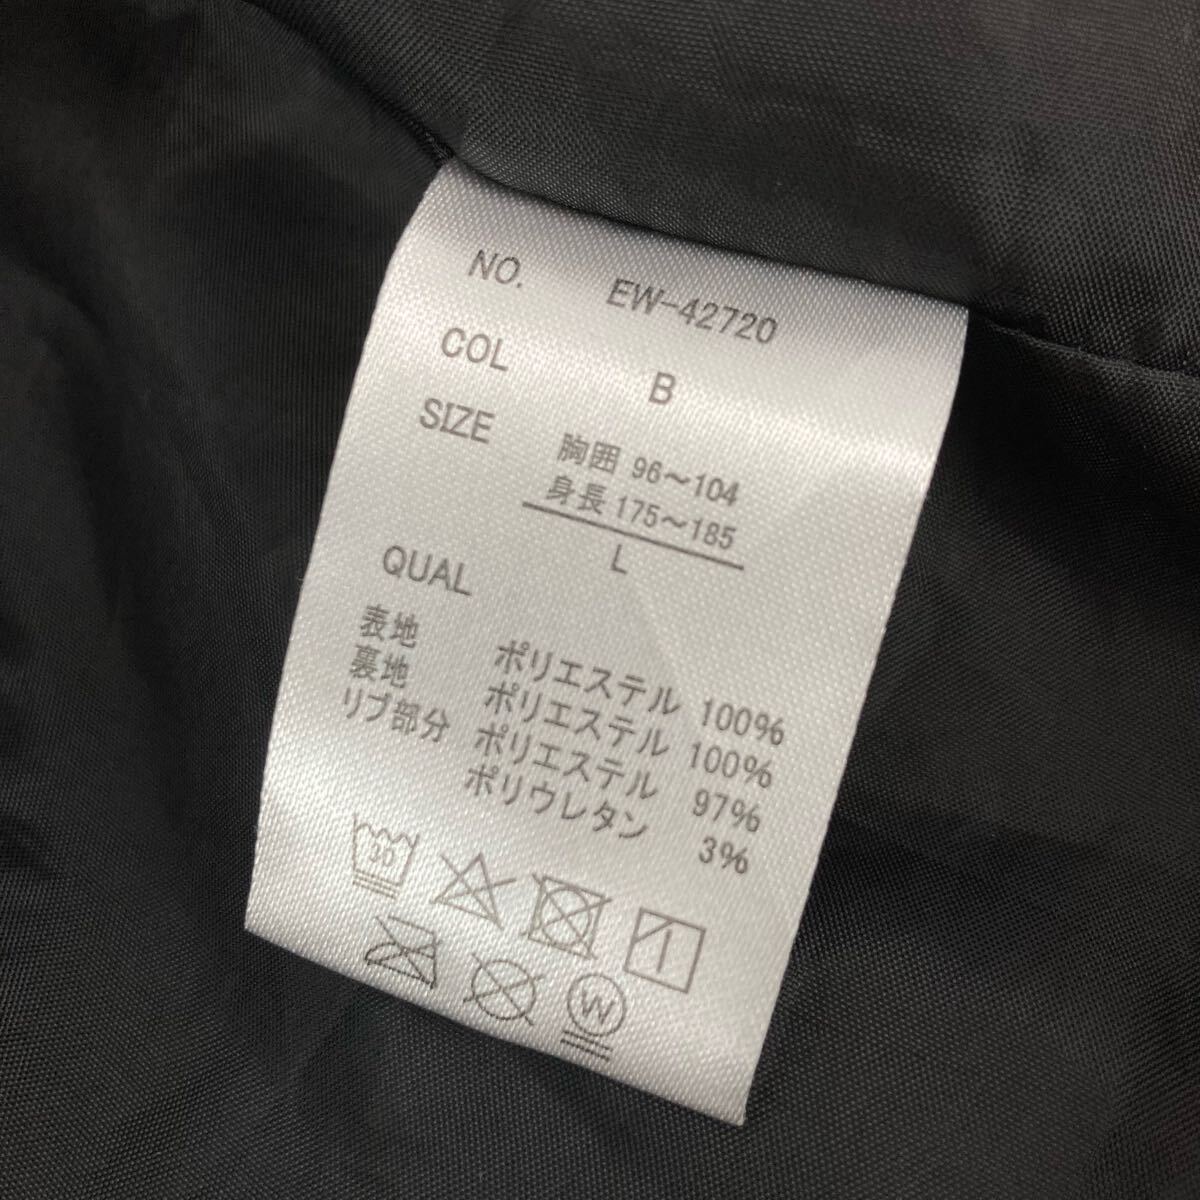 NO. EW-42720
COL B
SIZE 胸囲 96～104
身長 175～185
L
QUAL
表地 ポリエステル 100%
裏地 ポリエステル 100%
リブ部分 ポリエステル 97%
ポリウレタン 3%
30
W